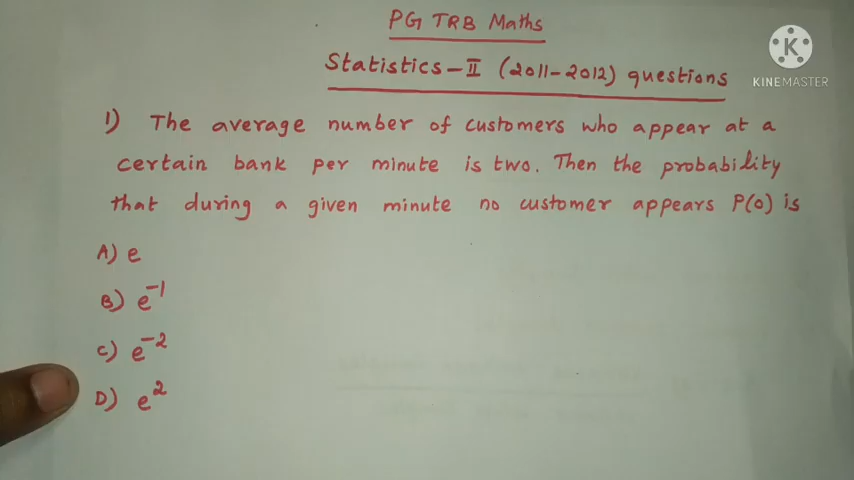 PG TRB Maths
Statistics-II (2011-2012) questions
K
KINEMASTER
1) The average number of customers who appear at a
certain bank per minute is two. Then the probability
that during a given minute no customer appears P(0) is
A) e
B) e⁻¹
C) e⁻²
D) e²